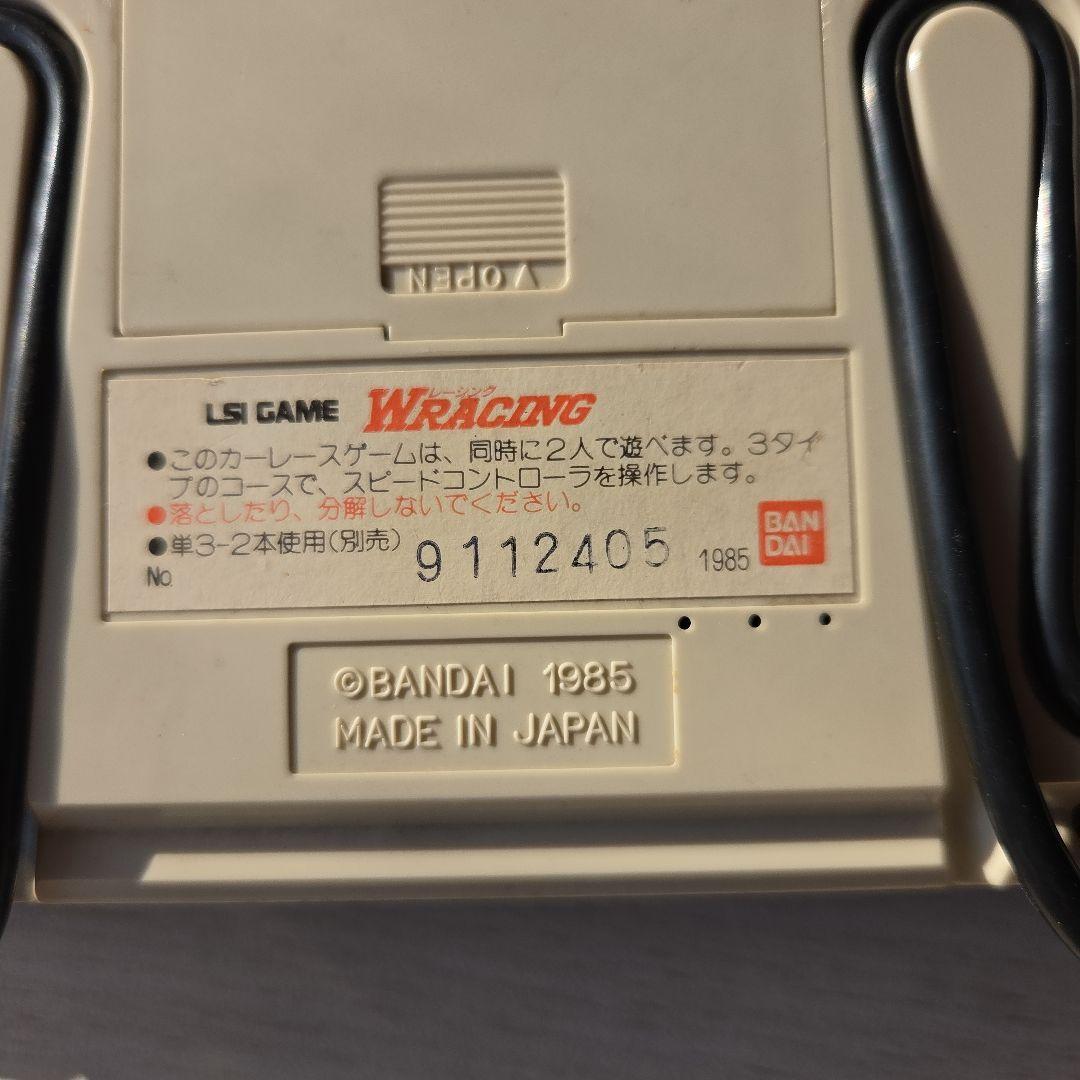 V OPEN
LSI GAME WRACING
レーシング
●このカーレースゲームは、同時に2人で遊べます。3タイ
プのコースで、スピードコントローラを操作します。
●落としたり、分解しないでください。
●単3-2本使用(別売)
No. 9112405 1985 BAN DAI
©BANDAI 1985
MADE IN JAPAN